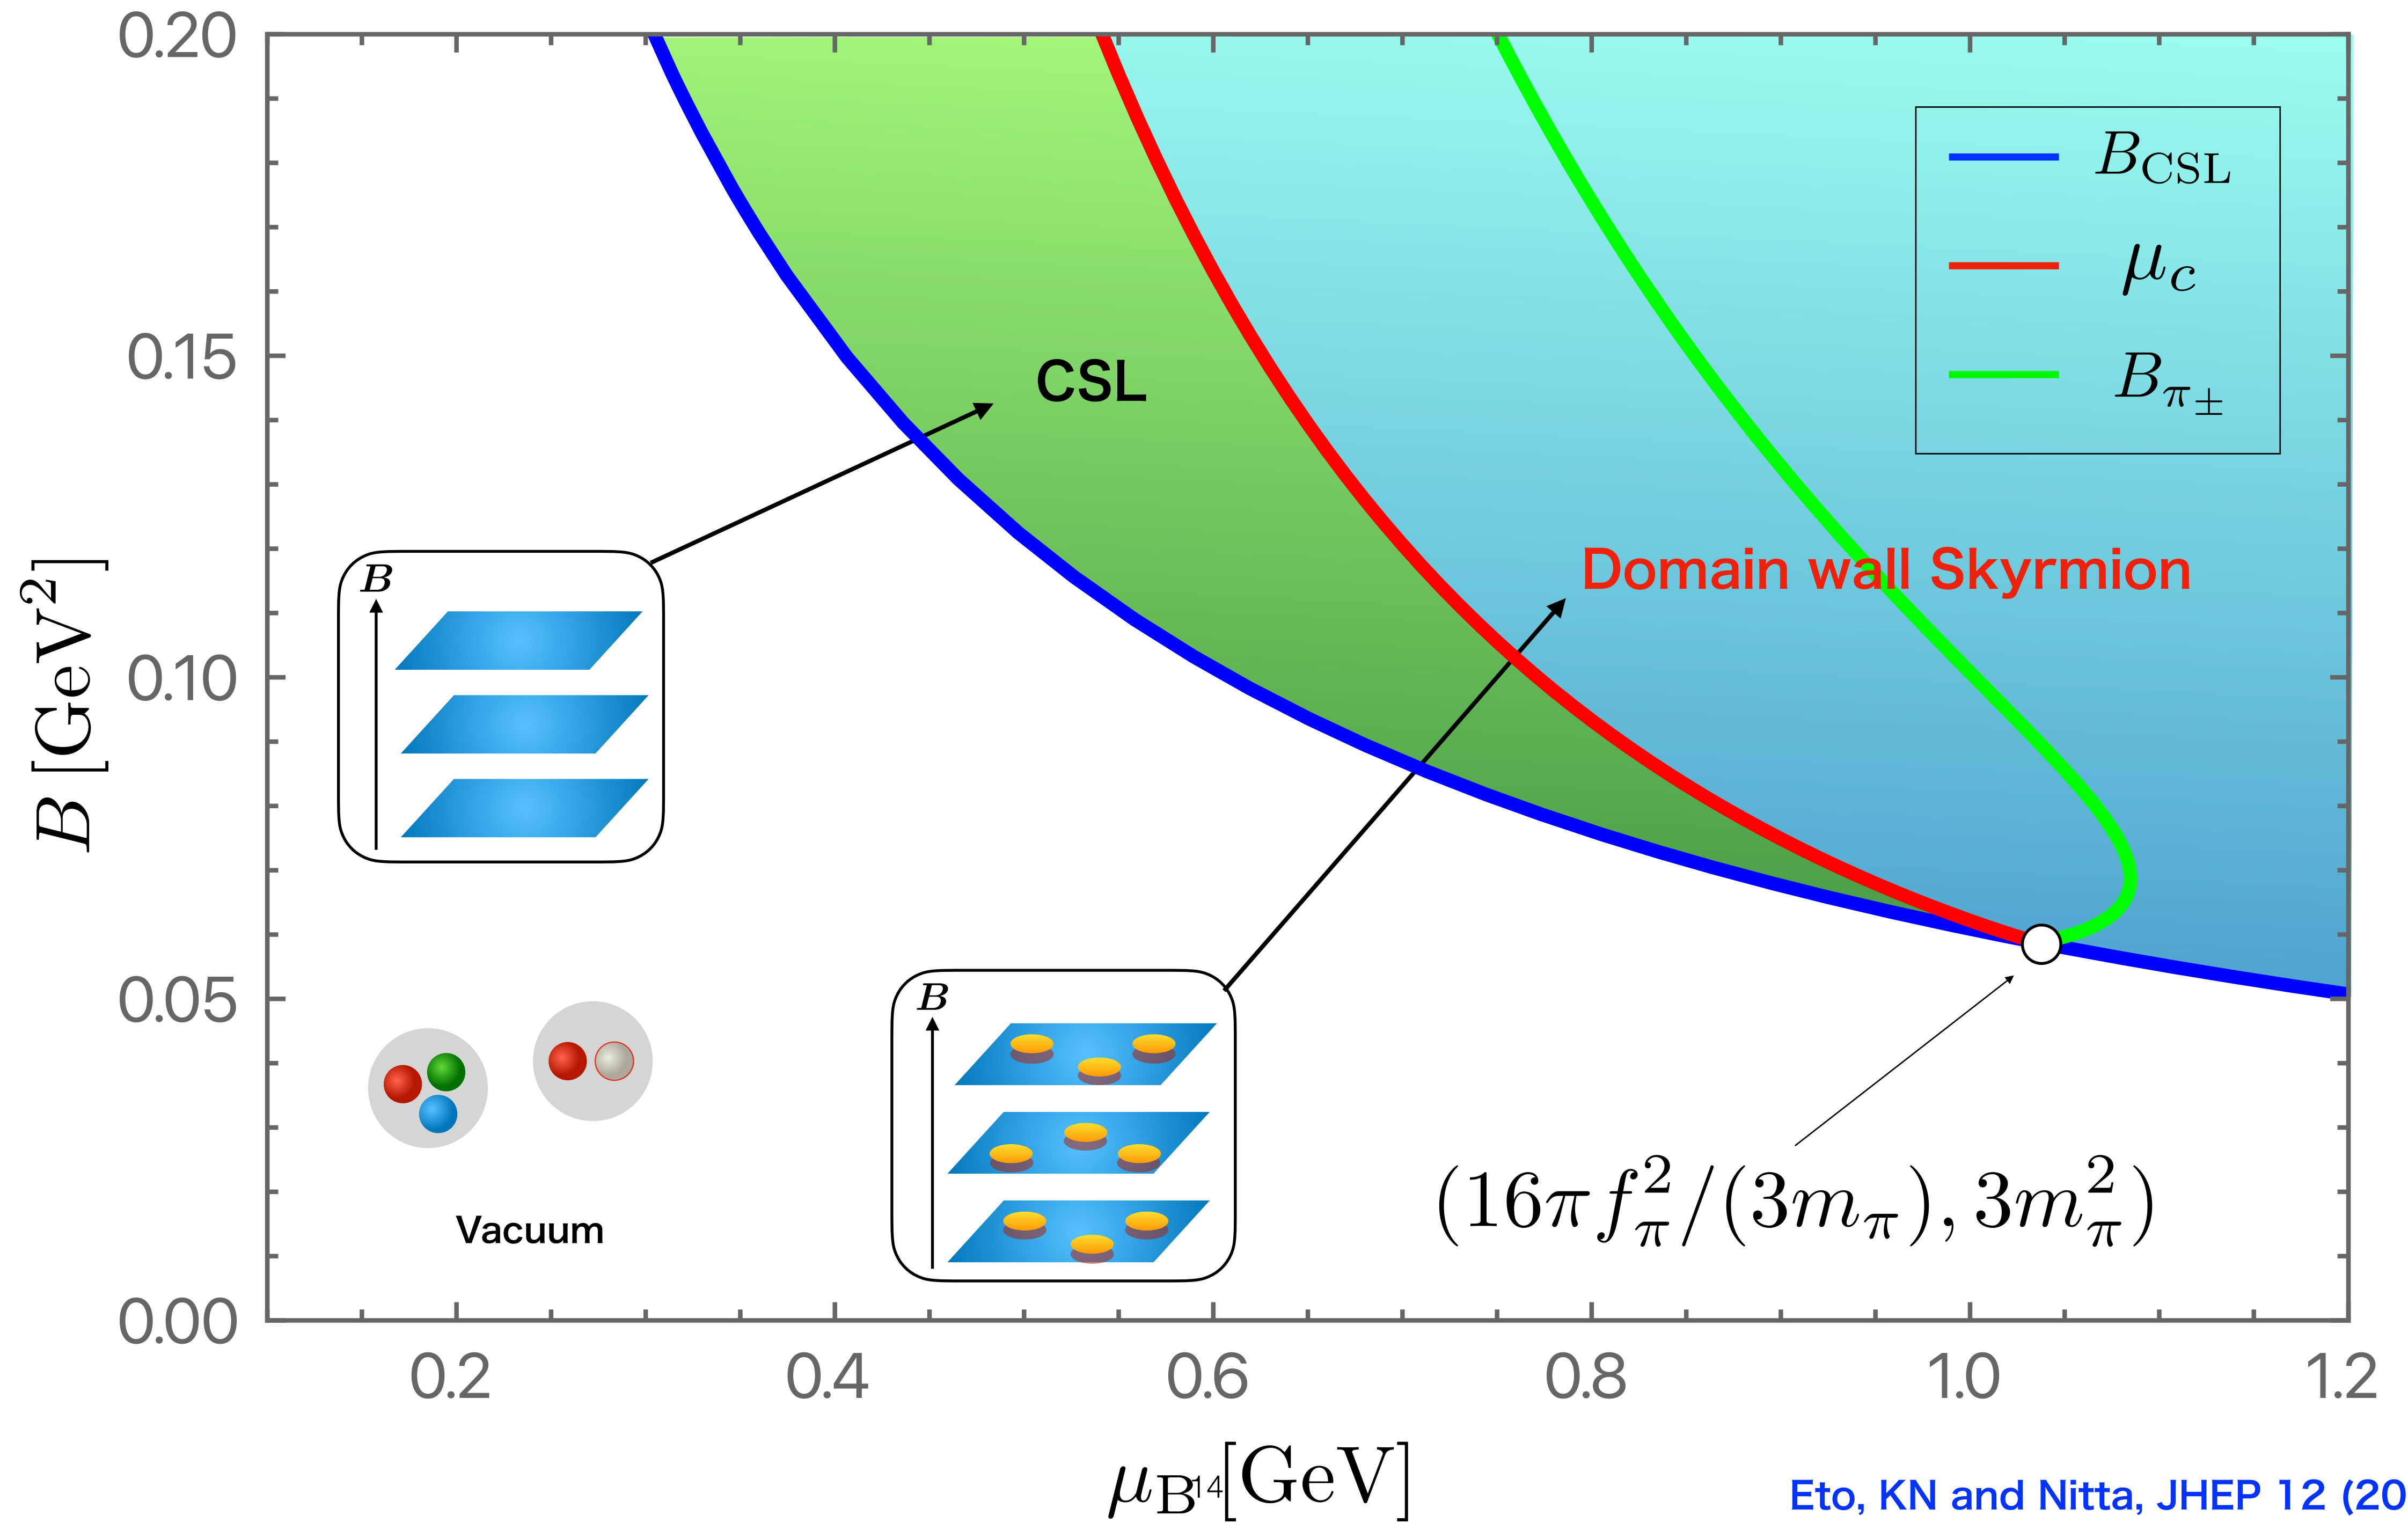 0.20
0.15
0.10
0.05
0.00
B [GeV²]
B_CSL
μ_c
B_π±
CSL
Domain wall Skyrmion
B
B
Vacuum
(16πf_π²/(3m_π), 3m_π²)
0.2 0.4 0.6 0.8 1.0 1.2
μ_B [GeV]
14
Eto, KN and Nitta, JHEP 12 (20